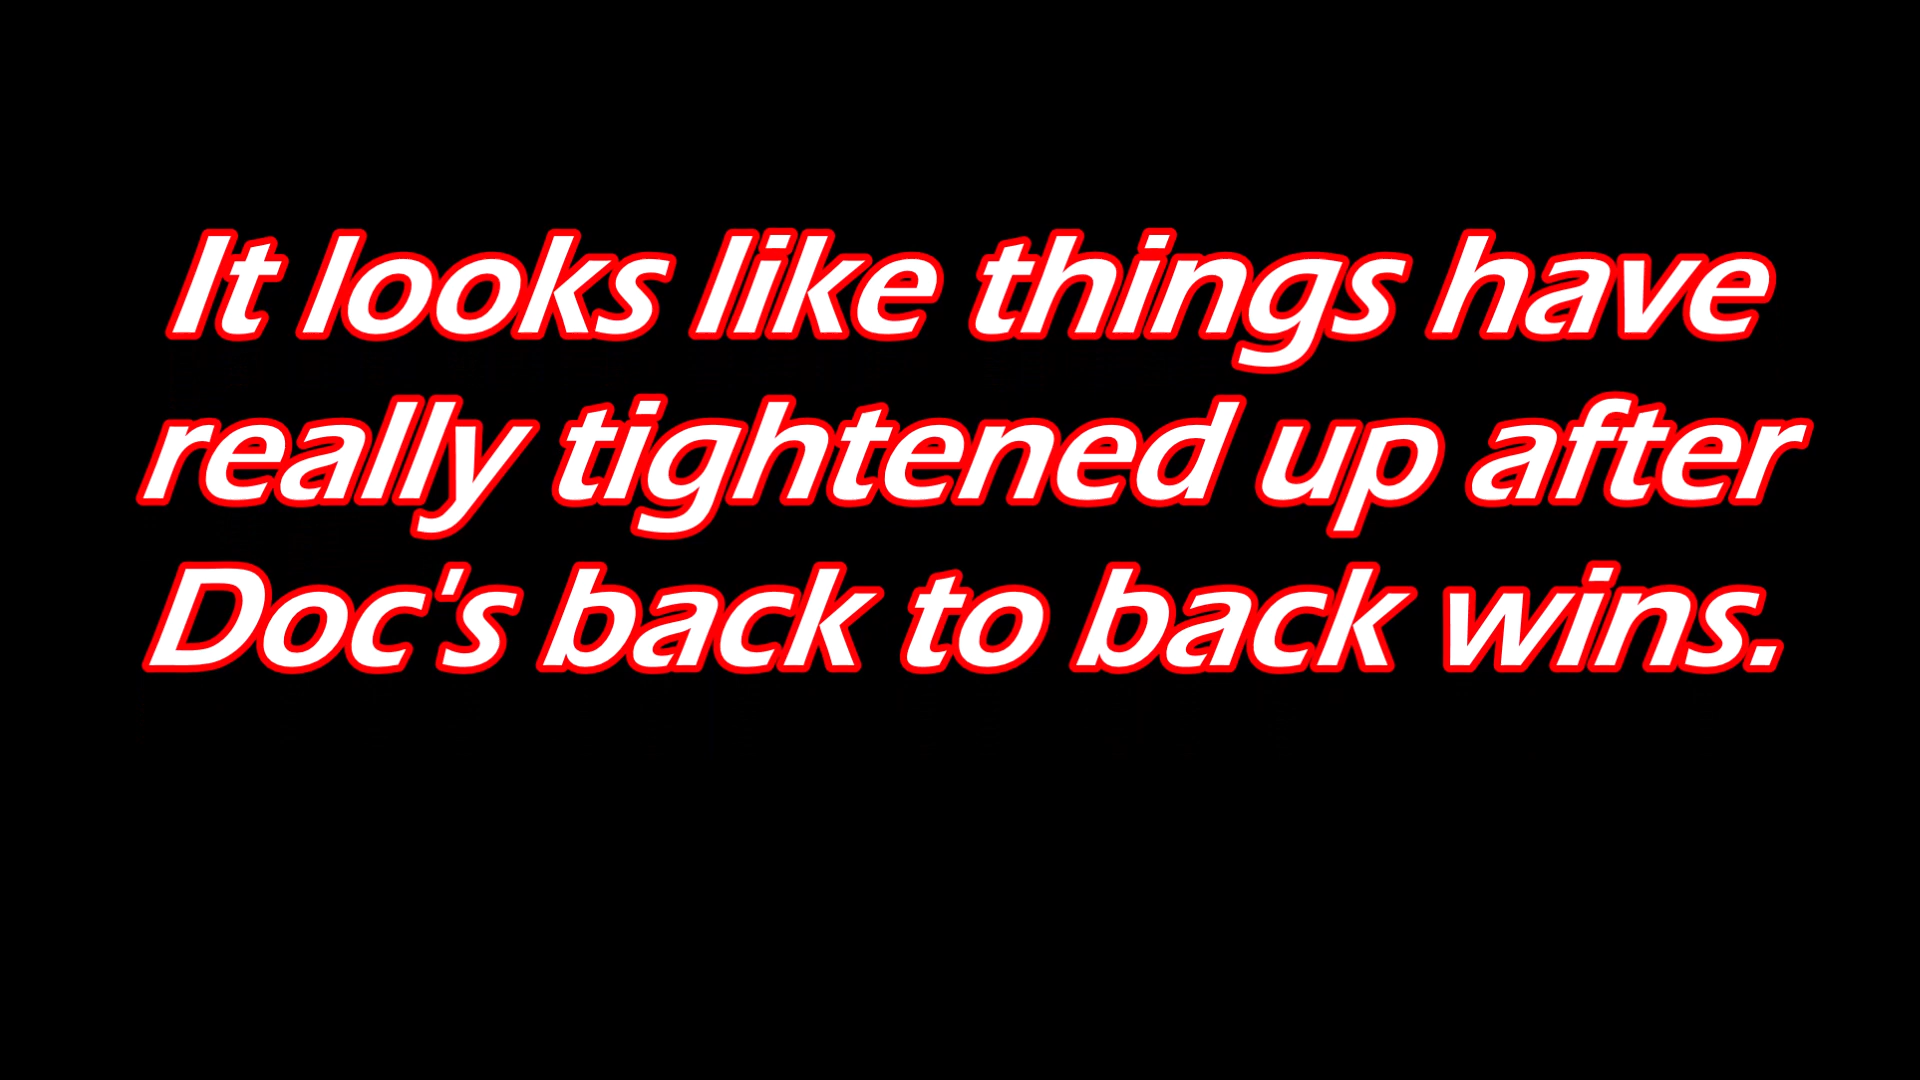 It looks like things have
really tightened up after
Doc's back to back wins.